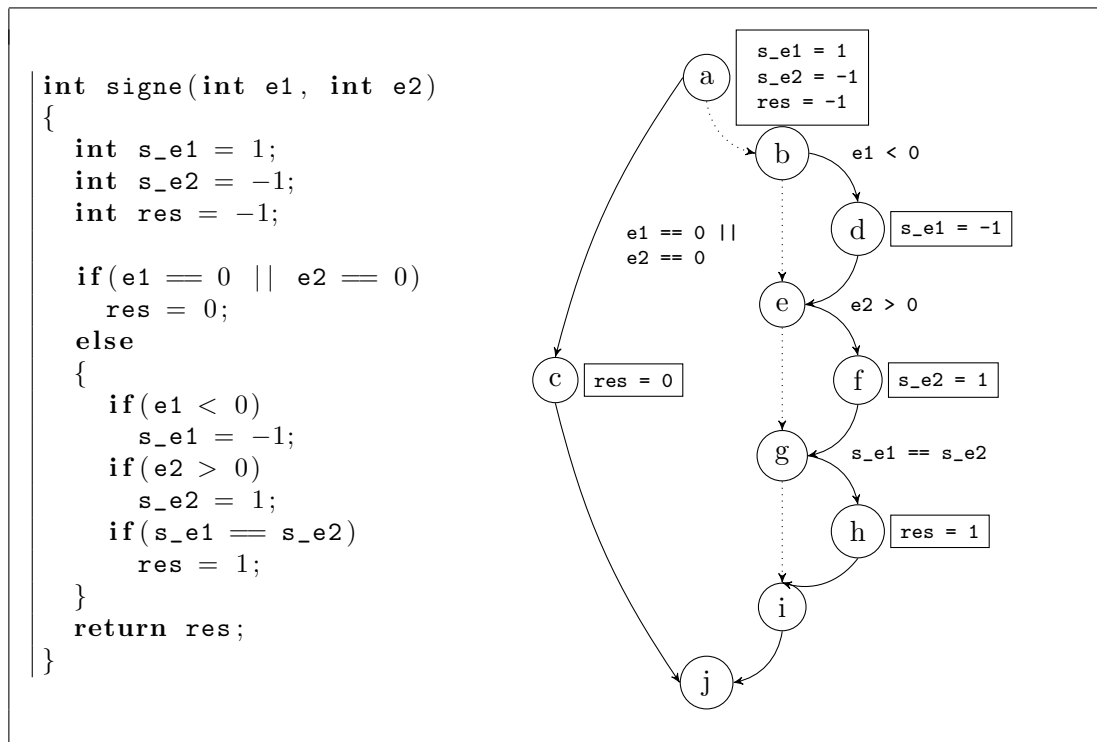 int signe(int e1, int e2)
{
  int s_e1 = 1;
  int s_e2 = -1;
  int res = -1;
  if(e1 == 0 || e2 == 0)
    res = 0;
  else
  {
    if(e1 < 0)
      s_e1 = -1;
    if(e2 > 0)
      s_e2 = 1;
    if(s_e1 == s_e2)
      res = 1;
  }
  return res;
}
a
s_e1 = 1
s_e2 = -1
res = -1
b
e1 < 0
d
s_e1 = -1
e1 == 0 ||
e2 == 0
e
e2 > 0
c
res = 0
f
s_e2 = 1
g
s_e1 == s_e2
h
res = 1
i
j